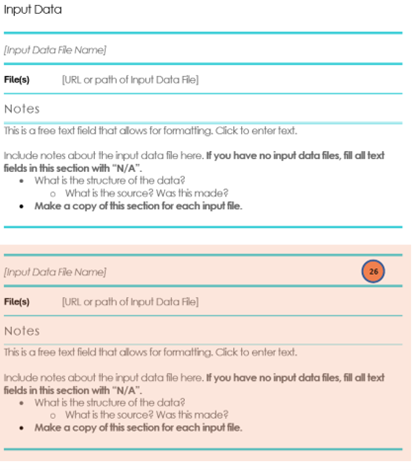 Input Data
[Input Data File Name]
File(s) [URL or path of Input Data File]
Notes
This is a free text field that allows for formatting. Click to enter text.
Include notes about the input data file here. If you have no input data files, fill all text
fields in this section with "N/A".
• What is the structure of the data?
o What is the source? Was this made?
• Make a copy of this section for each input file.
[Input Data File Name]
26
File(s) [URL or path of Input Data File]
Notes
This is a free text field that allows for formatting. Click to enter text.
Include notes about the input data file here. If you have no input data files, fill all text
fields in this section with "N/A".
• What is the structure of the data?
o What is the source? Was this made?
• Make a copy of this section for each input file.